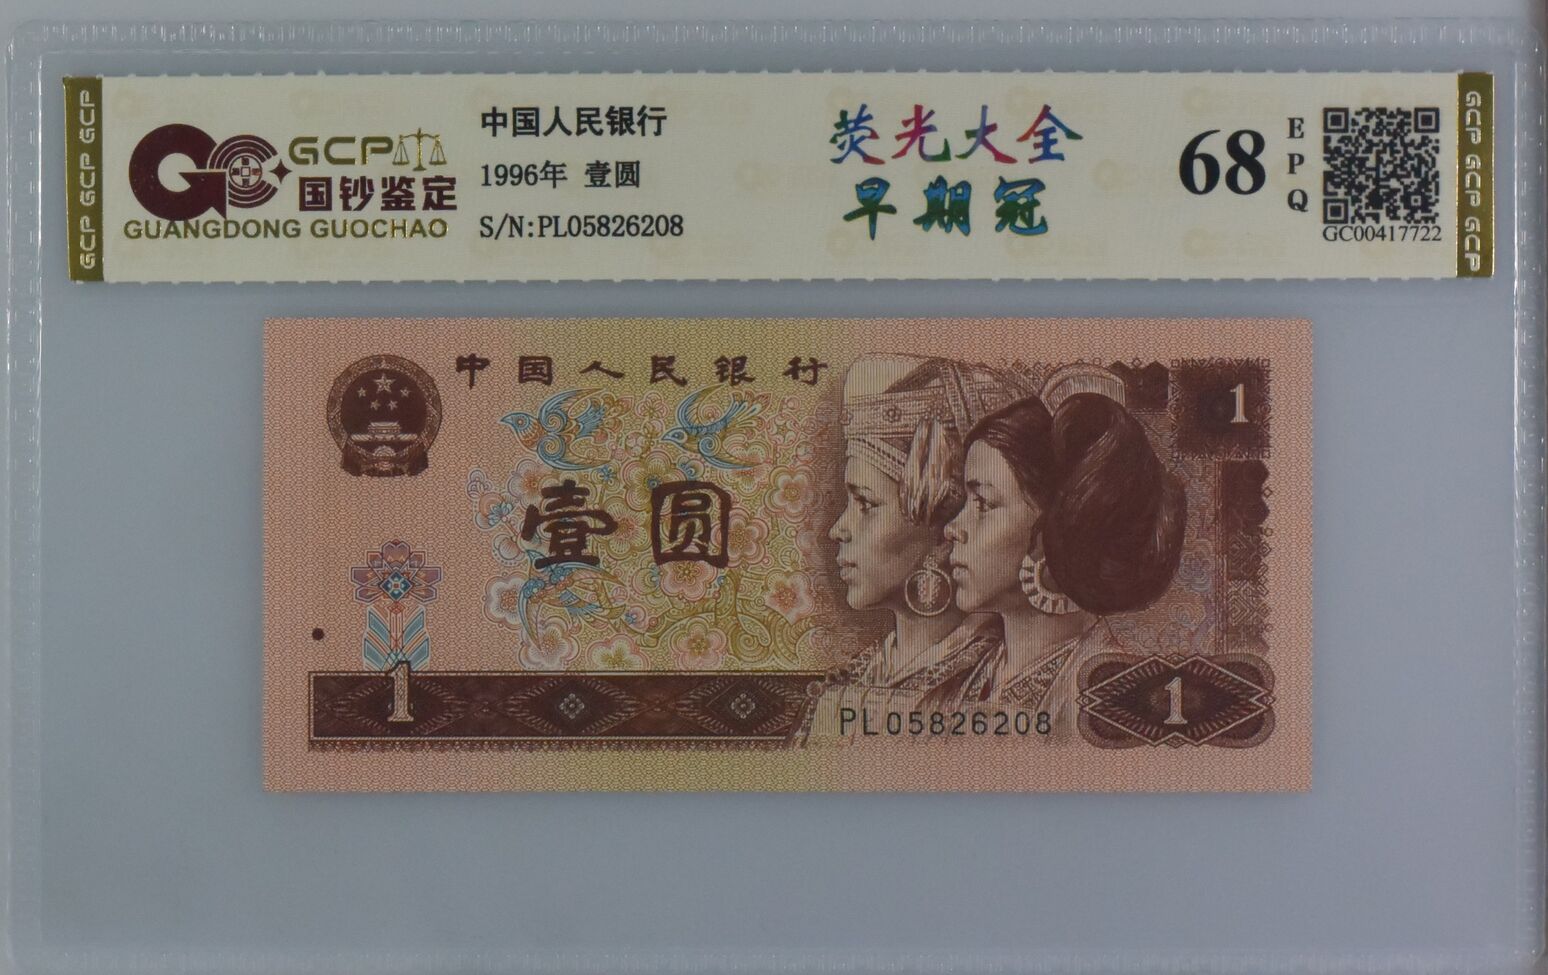 GCP GCP GCP
GCP
国钞鉴定
GUANGDONG GUOCHAO
中国人民银行
1996年 壹圆
S/N:PL05826208
荧光大全
早期冠
68
EPQ
GC00417722
GCP GCP GCP
中国人民银行
1
壹圆
1
PL05826208
1